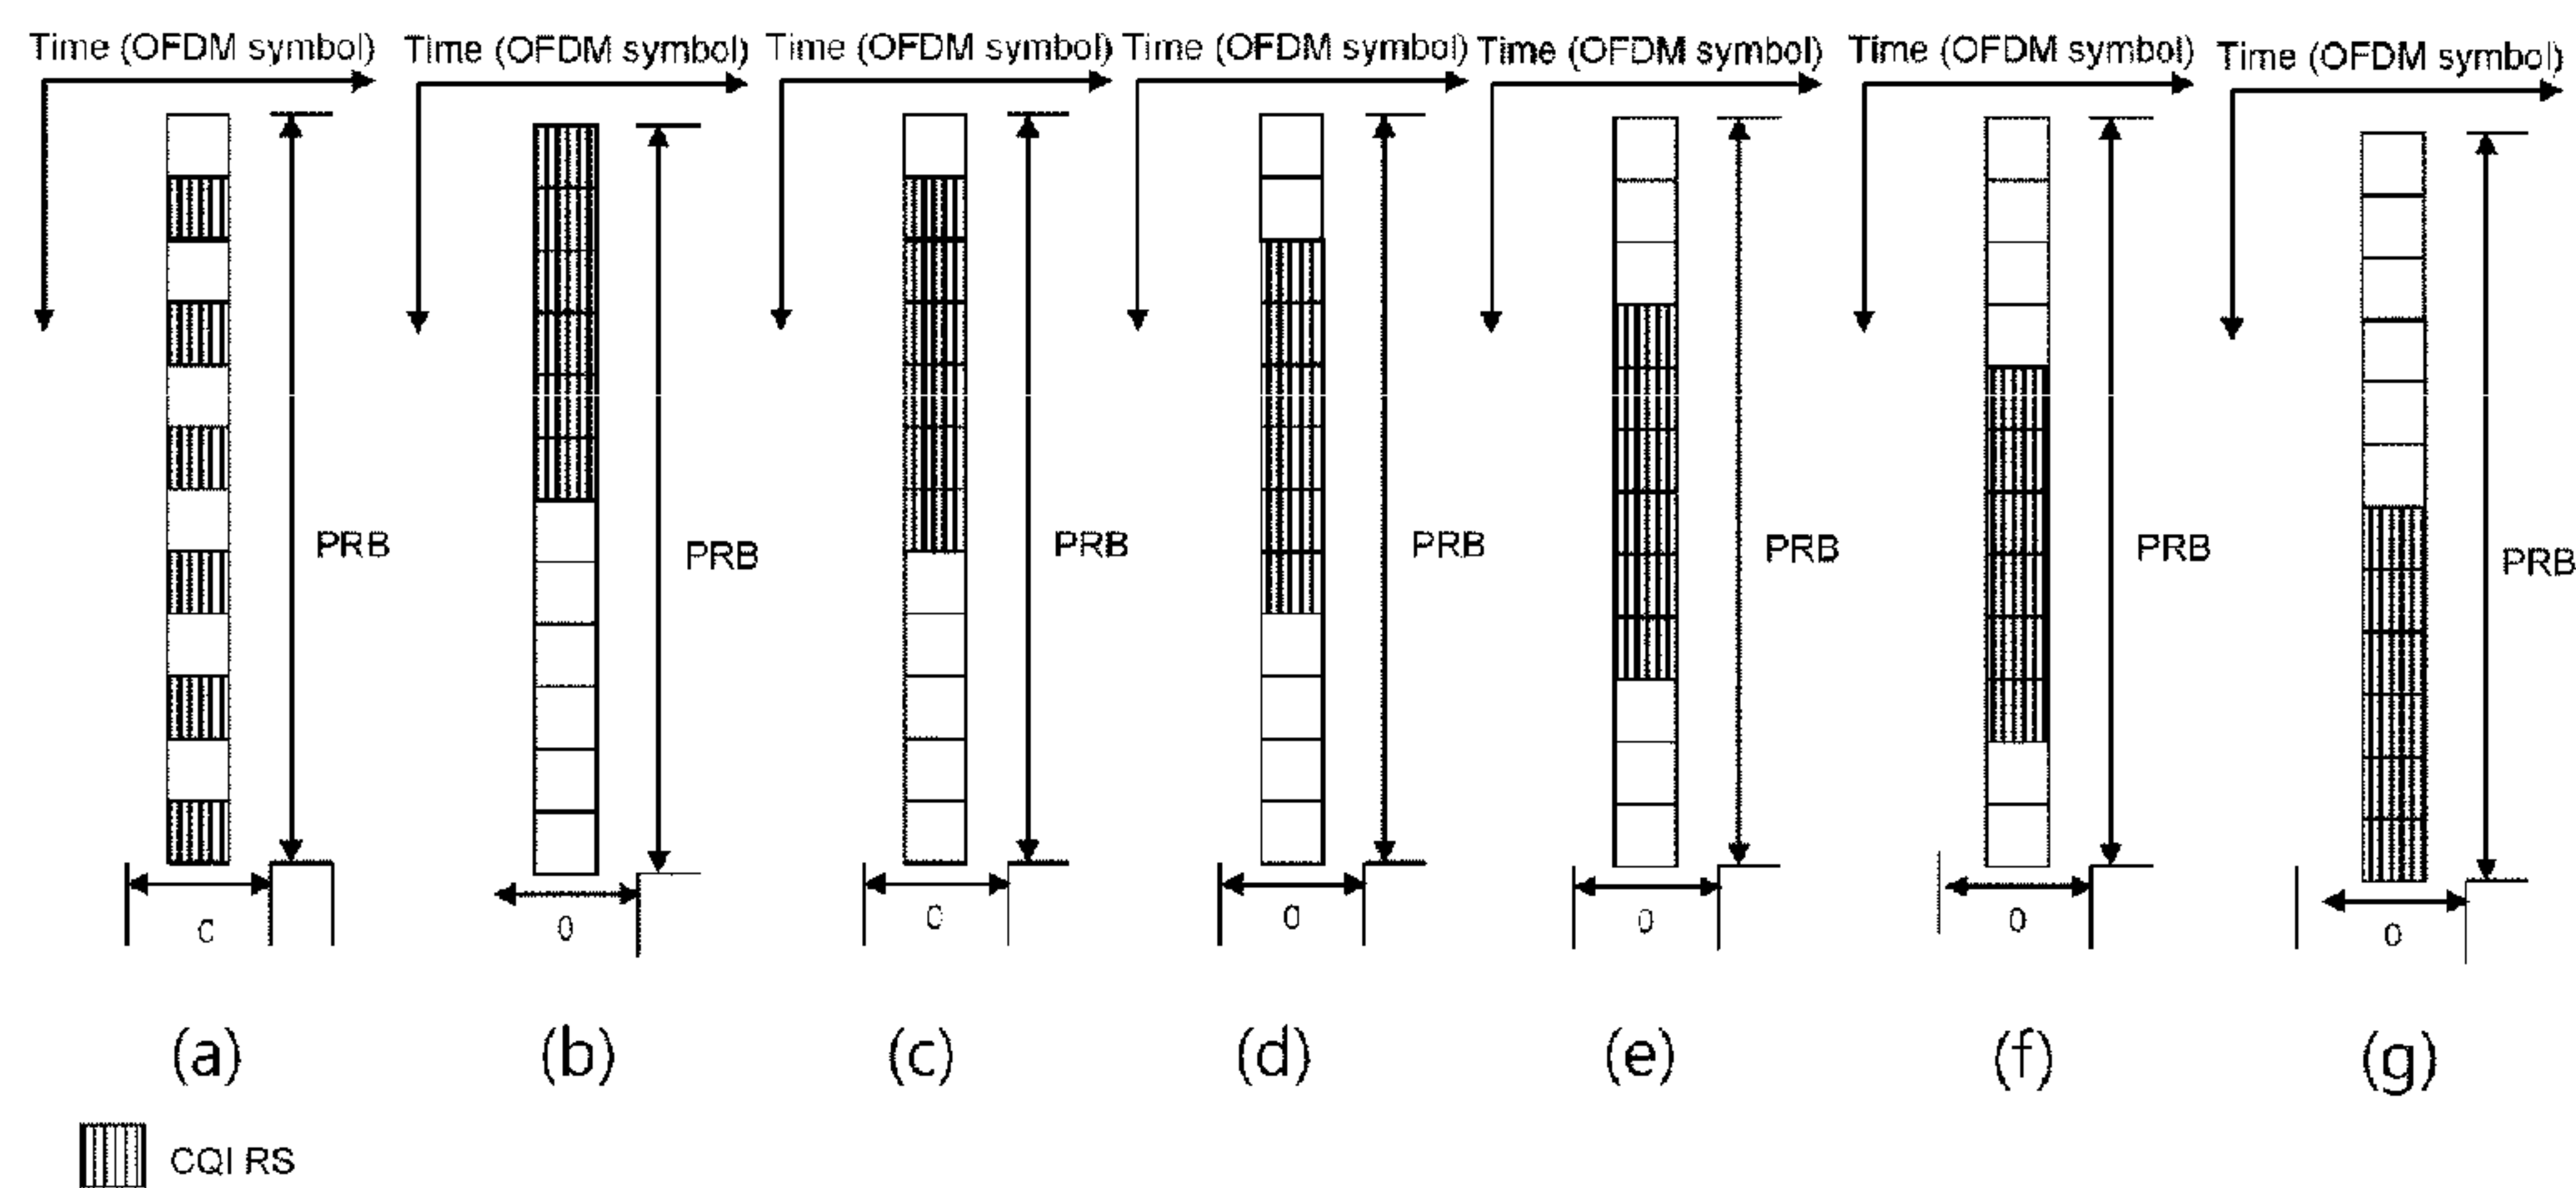 Time (OFDM symbol) Time (OFDM symbol) Time (OFDM symbol) Time (OFDM symbol) Time (OFDM symbol) Time (OFDM symbol) Time (OFDM symbol)
PRB PRB PRB PRB PRB PRB PRB
0 0 0 0 0 0 0
(a) (b) (c) (d) (e) (f) (g)
CQI RS